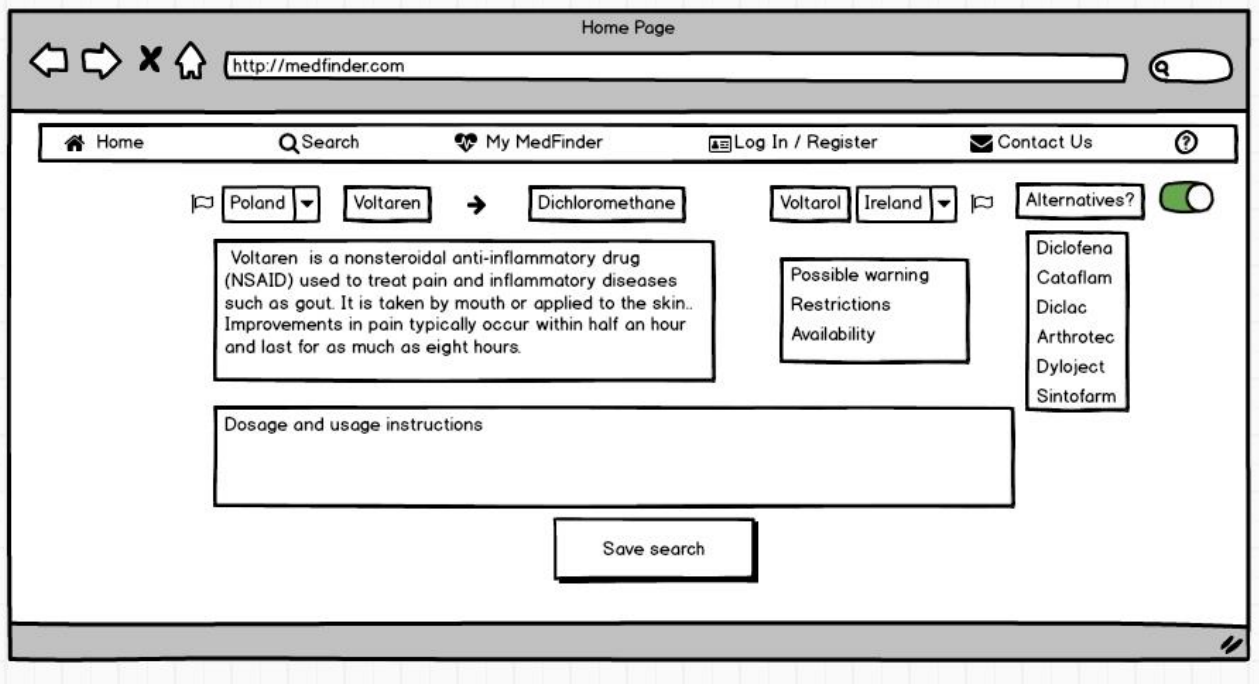 Home Page
http://medfinder.com
Home
Search
My MedFinder
Log In / Register
Contact Us
?
Poland
Voltaren
Dichloromethane
Voltarol
Ireland
Alternatives?
Voltaren is a nonsteroidal anti-inflammatory drug
(NSAID) used to treat pain and inflammatory diseases
such as gout. It is taken by mouth or applied to the skin..
Improvements in pain typically occur within half an hour
and last for as much as eight hours.
Possible warning
Restrictions
Availability
Diclofena
Cataflam
Diclac
Arthrotec
Dyloject
Sintofarm
Dosage and usage instructions
Save search